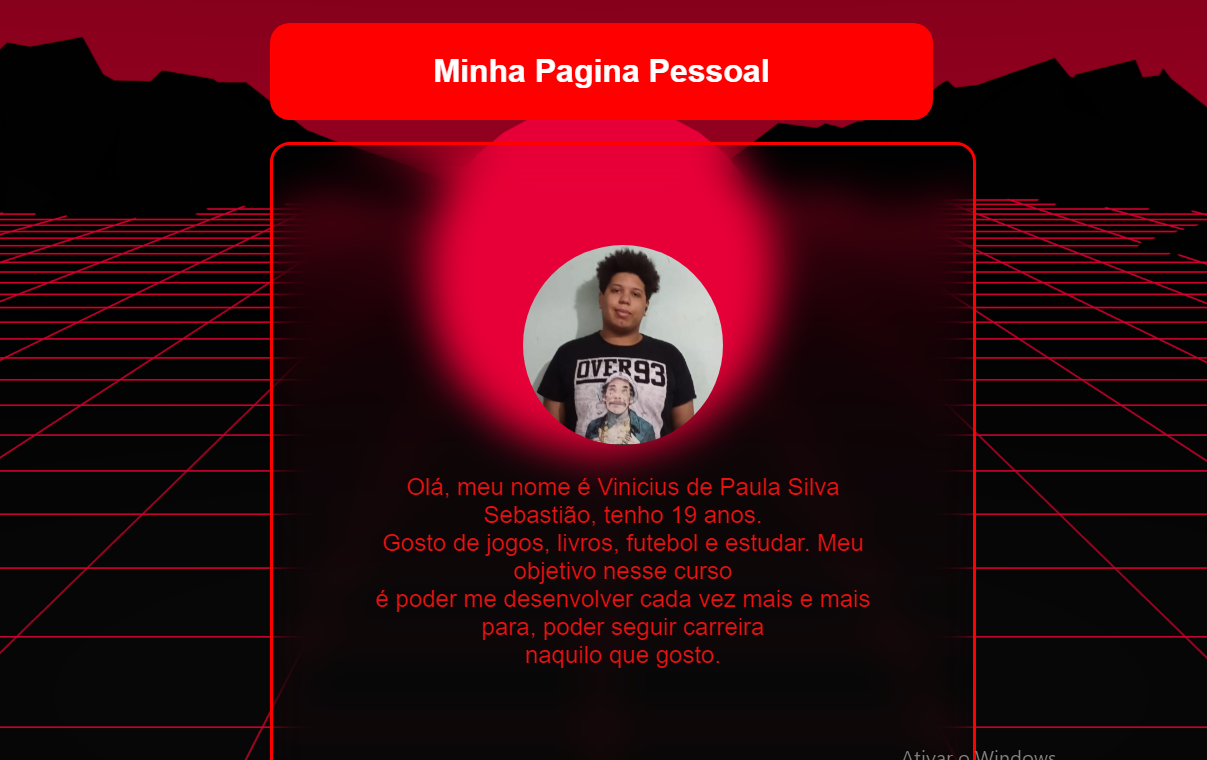 Minha Pagina Pessoal
OVER93
Olá, meu nome é Vinicius de Paula Silva
Sebastião, tenho 19 anos.
Gosto de jogos, livros, futebol e estudar. Meu
objetivo nesse curso
é poder me desenvolver cada vez mais e mais
para, poder seguir carreira
naquilo que gosto.
Ativar o Windows